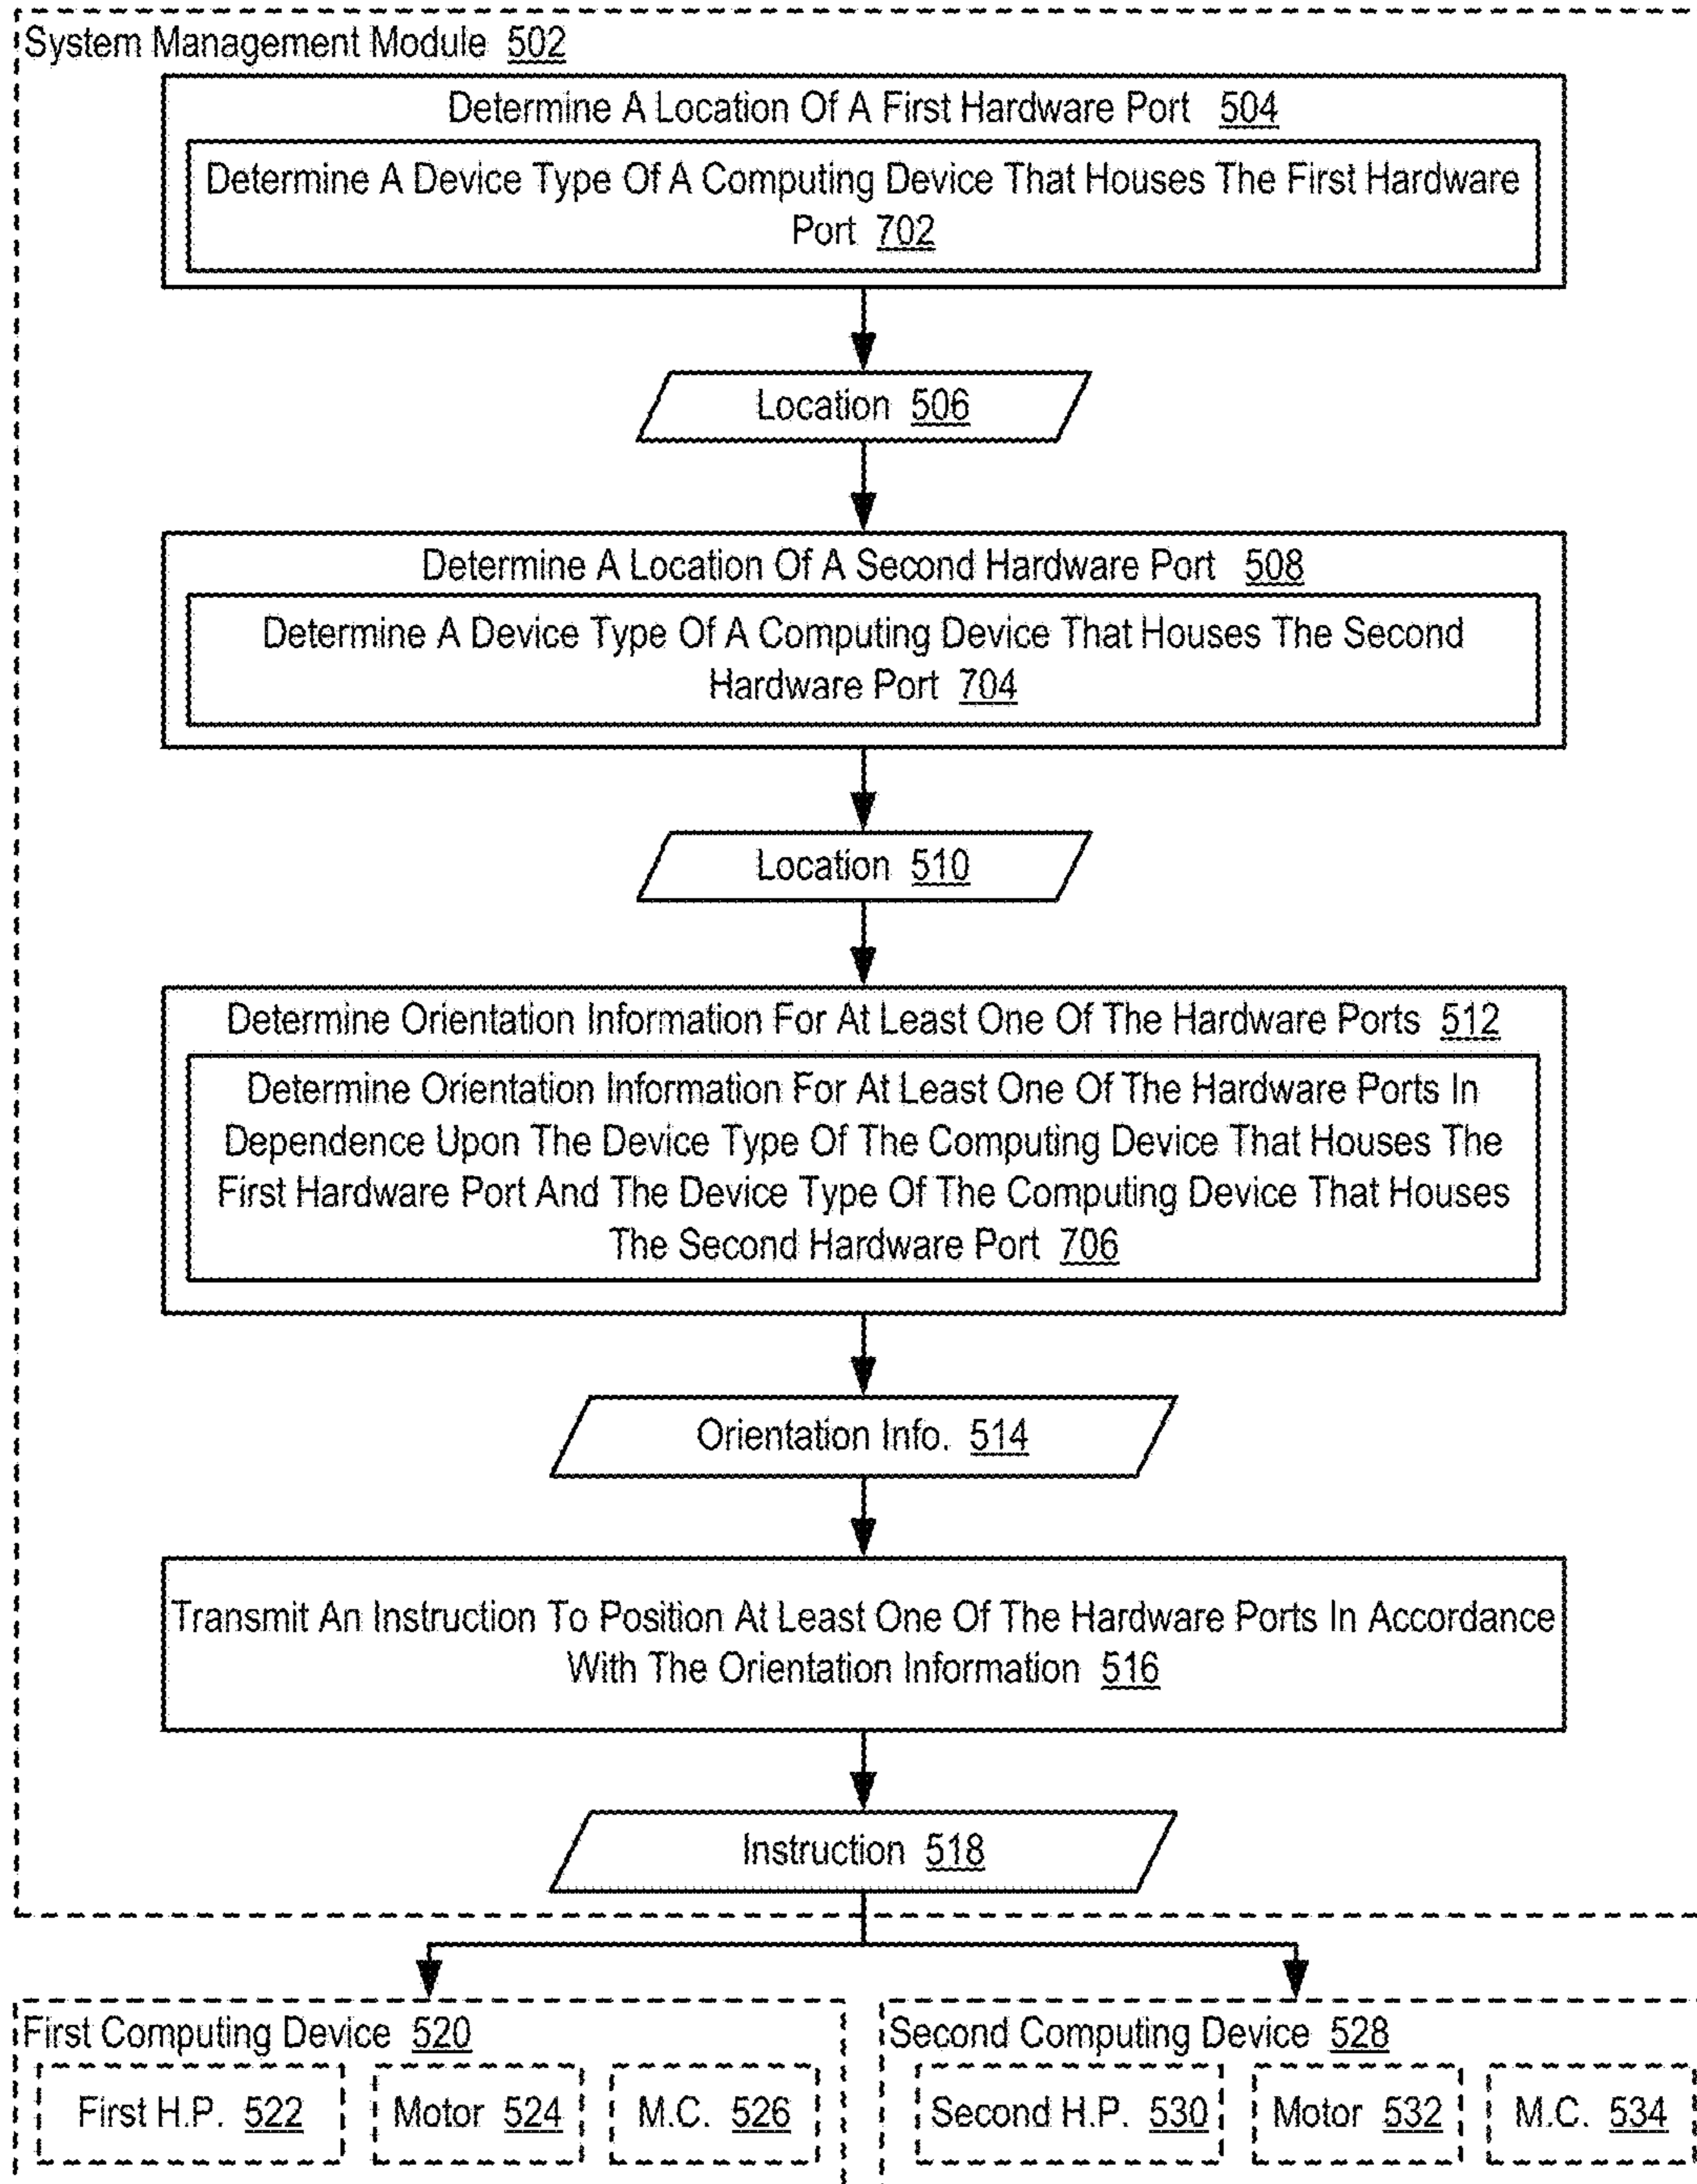 System Management Module 502
Determine A Location Of A First Hardware Port 504
Determine A Device Type Of A Computing Device That Houses The First Hardware
Port 702
Location 506
Determine A Location Of A Second Hardware Port 508
Determine A Device Type Of A Computing Device That Houses The Second
Hardware Port 704
Location 510
Determine Orientation Information For At Least One Of The Hardware Ports 512
Determine Orientation Information For At Least One Of The Hardware Ports In
Dependence Upon The Device Type Of The Computing Device That Houses The
First Hardware Port And The Device Type Of The Computing Device That Houses
The Second Hardware Port 706
Orientation Info. 514
Transmit An Instruction To Position At Least One Of The Hardware Ports In Accordance
With The Orientation Information 516
Instruction 518
First Computing Device 520
First H.P. 522
Motor 524
M.C. 526
Second Computing Device 528
Second H.P. 530
Motor 532
M.C. 534